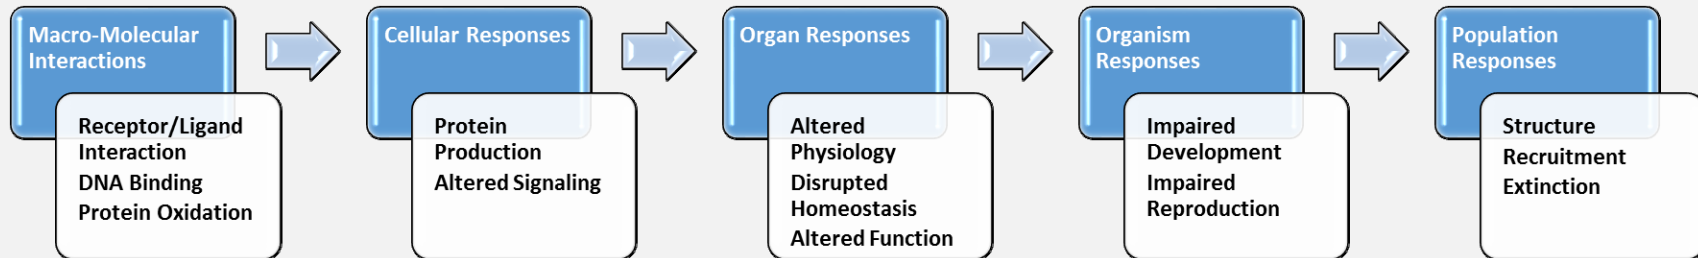 Macro-Molecular
Interactions
Receptor/Ligand
Interaction
DNA Binding
Protein Oxidation
Cellular Responses
Protein
Production
Altered Signaling
Organ Responses
Altered
Physiology
Disrupted
Homeostasis
Altered Function
Organism
Responses
Impaired
Development
Impaired
Reproduction
Population
Responses
Structure
Recruitment
Extinction